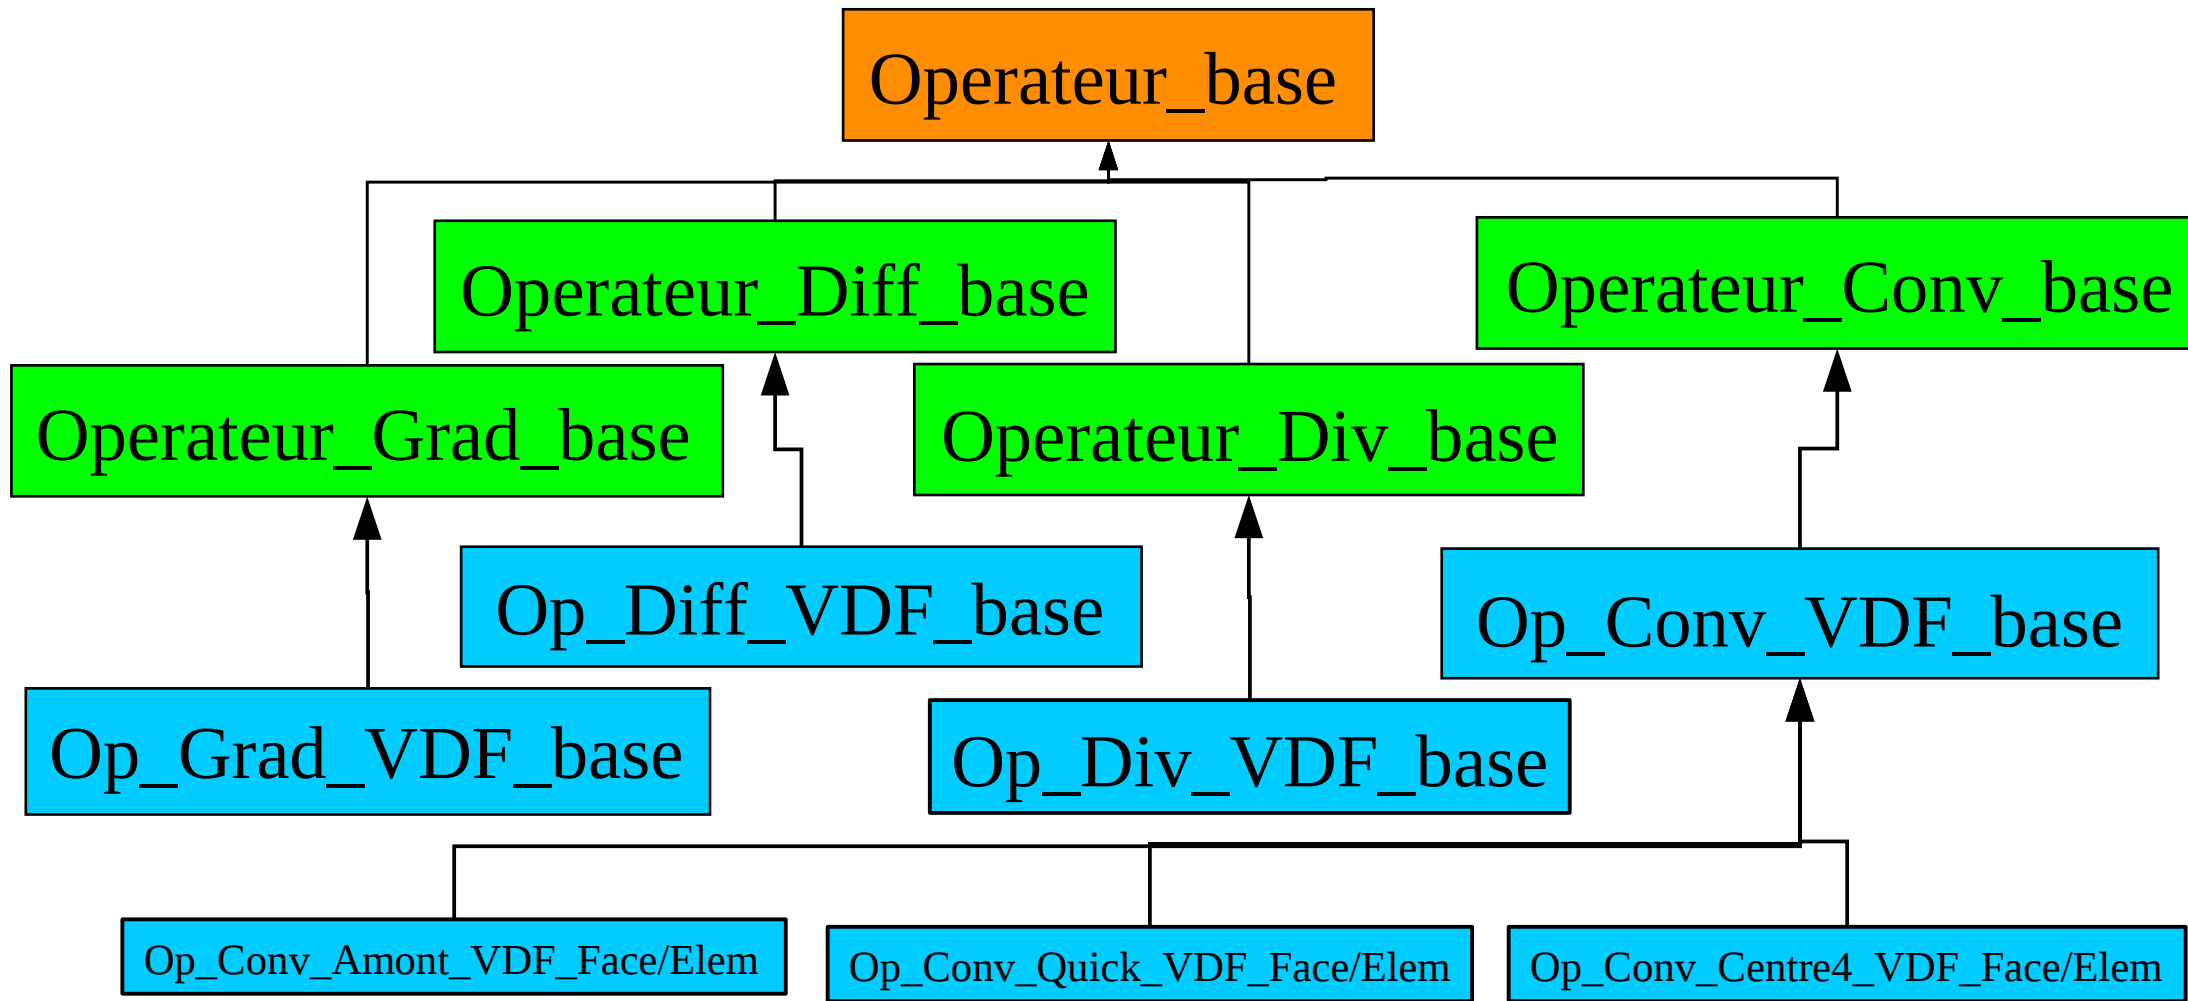 Operateur_base
Operateur_Diff_base
Operateur_Conv_base
Operateur_Grad_base
Operateur_Div_base
Op_Diff_VDF_base
Op_Conv_VDF_base
Op_Grad_VDF_base
Op_Div_VDF_base
Op_Conv_Amont_VDF_Face/Elem
Op_Conv_Quick_VDF_Face/Elem
Op_Conv_Centre4_VDF_Face/Elem